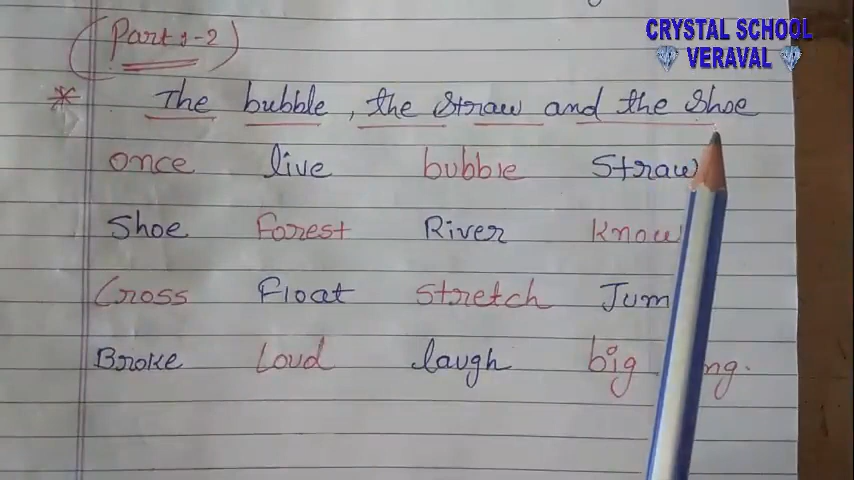 CRYSTAL SCHOOL
VERAVAL
(Part :-2)
* The bubble, the Straw and the Shoe
once live bubble Straw
Shoe Forest River Know
Cross Float Stretch Jum
Broke Loud laugh big